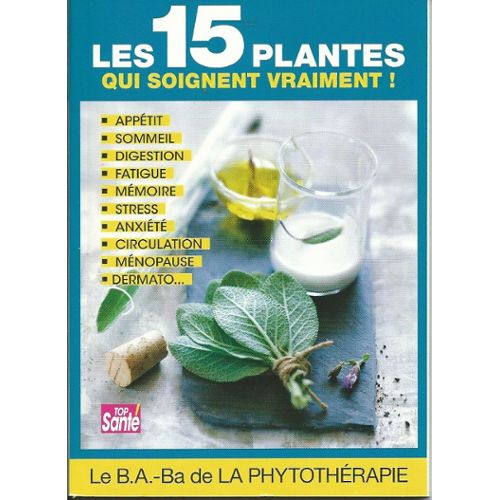 LES 15 PLANTES
QUI SOIGNENT VRAIMENT !
APPÉTIT
SOMMEIL
DIGESTION
FATIGUE
MÉMOIRE
STRESS
ANXIÉTÉ
CIRCULATION
MÉNOPAUSE
DERMATO...
TOP
Santé
Le B.A.-Ba de LA PHYTOTHÉRAPIE